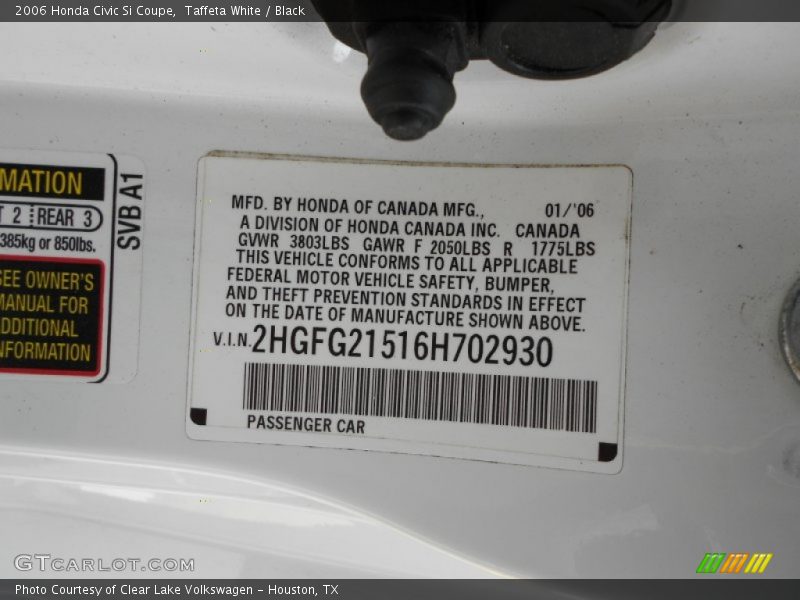 2006 Honda Civic Si Coupe,  Taffeta White / Black
MATION
T 2 REAR 3
385kg or 850lbs.
SEE OWNER'S
MANUAL FOR
ADDITIONAL
INFORMATION
SVB A1
MFD. BY HONDA OF CANADA MFG., 01/'06
A DIVISION OF HONDA CANADA INC. CANADA
GVWR 3803LBS GAWR F 2050LBS R 1775LBS
THIS VEHICLE CONFORMS TO ALL APPLICABLE
FEDERAL MOTOR VEHICLE SAFETY, BUMPER,
AND THEFT PREVENTION STANDARDS IN EFFECT
ON THE DATE OF MANUFACTURE SHOWN ABOVE.
V.I.N. 2HGFG21516H702930
PASSENGER CAR
GTCARLOT.COM
Photo Courtesy of Clear Lake Volkswagen - Houston, TX